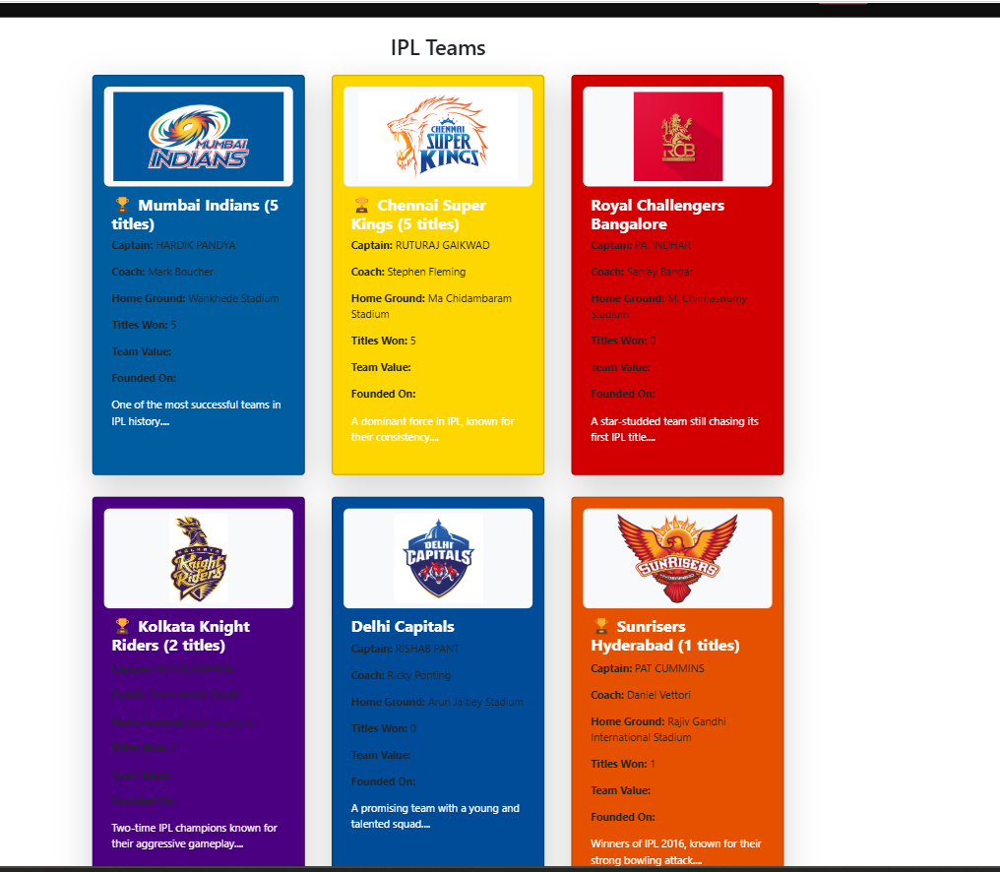 IPL Teams
MUMBAI
INDIANS
🏆 Mumbai Indians (5
titles)
Captain: HARDIK PANDYA
Coach: Mark Boucher
Home Ground: Wankhede Stadium
Titles Won: 5
Team Value:
Founded On:
One of the most successful teams in
IPL history....
CHENNAI
SUPER
KINGS
🏆 Chennai Super
Kings (5 titles)
Captain: RUTURAJ GAIKWAD
Coach: Stephen Fleming
Home Ground: Ma Chidambaram
Stadium
Titles Won: 5
Team Value:
Founded On:
A dominant force in IPL, known for
their consistency....
RCB
Royal Challengers
Bangalore
Captain: PATINDHAR
Coach: Sanjay Bangar
Home Ground: M. Chinnaswamy
Stadium
Titles Won: 0
Team Value:
Founded On:
A star-studded team still chasing its
first IPL title....
KOLKATA
Knight
Riders
🏆 Kolkata Knight
Riders (2 titles)
Captain:
Coach:
Home Ground:
Titles Won:
Team Value:
Founded On:
Two-time IPL champions known for
their aggressive gameplay....
DELHI
CAPITALS
Delhi Capitals
Captain: RISHAB PANT
Coach: Ricky Ponting
Home Ground: Arun Jaitley Stadium
Titles Won: 0
Team Value:
Founded On:
A promising team with a young and
talented squad....
SUNRISERS
🏆 Sunrisers
Hyderabad (1 titles)
Captain: PAT CUMMINS
Coach: Daniel Vettori
Home Ground: Rajiv Gandhi
International Stadium
Titles Won: 1
Team Value:
Founded On:
Winners of IPL 2016, known for their
strong bowling attack....